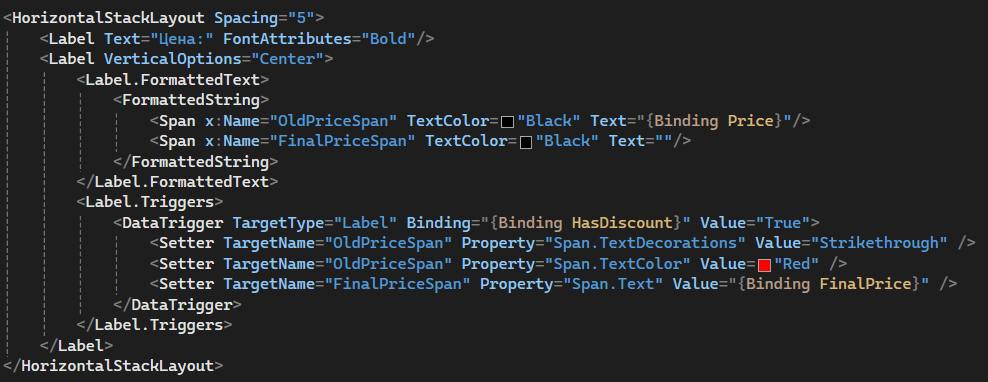 <HorizontalStackLayout Spacing="5">
    <Label Text="Цена:" FontAttributes="Bold"/>
    <Label VerticalOptions="Center">
        <Label.FormattedText>
            <FormattedString>
                <Span x:Name="OldPriceSpan" TextColor="Black" Text="{Binding Price}"/>
                <Span x:Name="FinalPriceSpan" TextColor="Black" Text=""/>
            </FormattedString>
        </Label.FormattedText>
        <Label.Triggers>
            <DataTrigger TargetType="Label" Binding="{Binding HasDiscount}" Value="True">
                <Setter TargetName="OldPriceSpan" Property="Span.TextDecorations" Value="Strikethrough" />
                <Setter TargetName="OldPriceSpan" Property="Span.TextColor" Value="Red" />
                <Setter TargetName="FinalPriceSpan" Property="Span.Text" Value="{Binding FinalPrice}" />
            </DataTrigger>
        </Label.Triggers>
    </Label>
</HorizontalStackLayout>